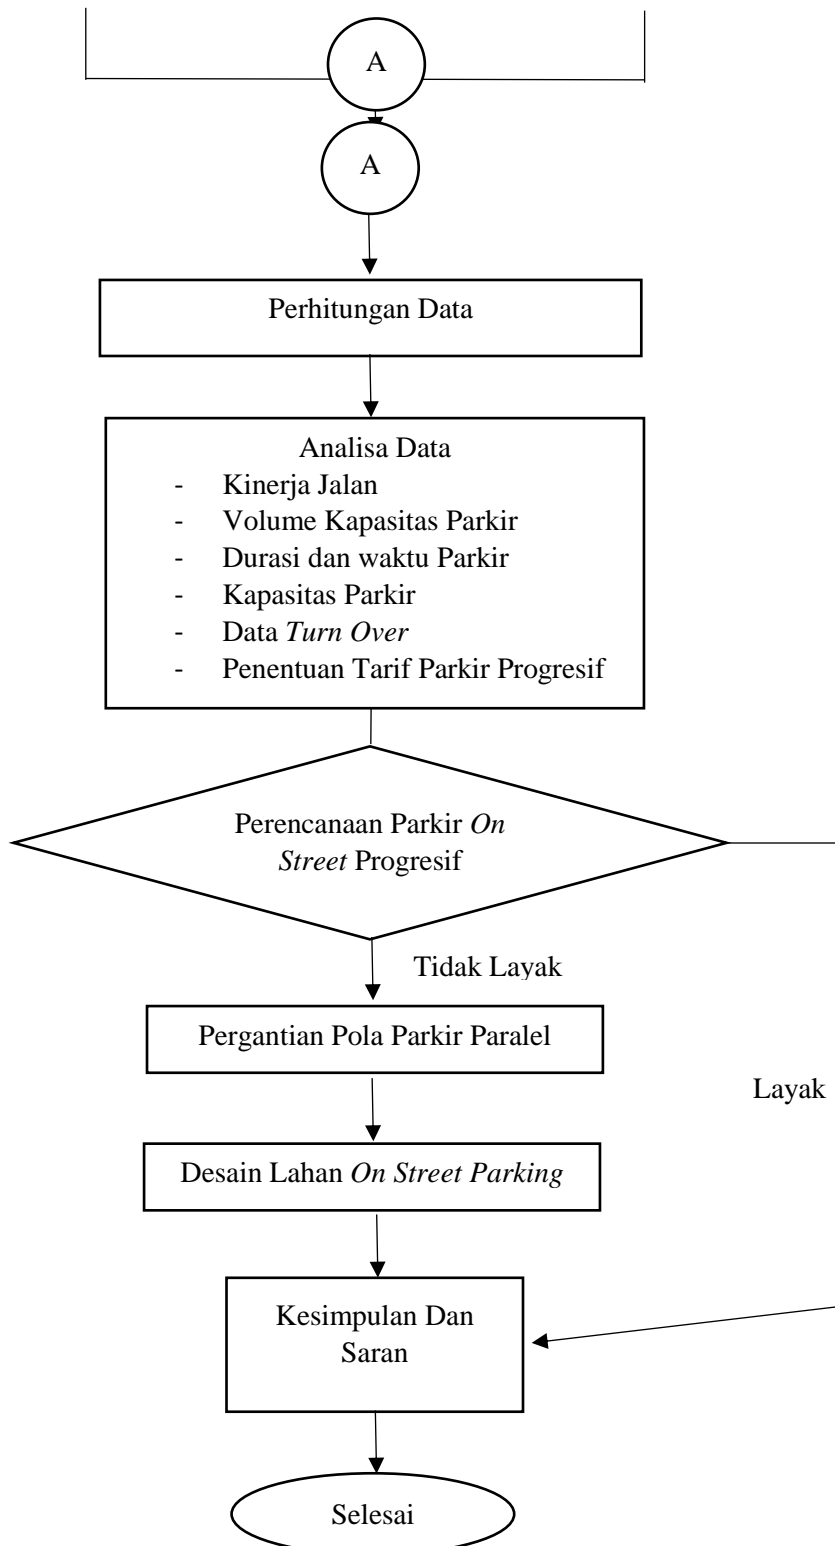 A
A
Perhitungan Data
Analisa Data
- Kinerja Jalan
- Volume Kapasitas Parkir
- Durasi dan waktu Parkir
- Kapasitas Parkir
- Data Turn Over
- Penentuan Tarif Parkir Progresif
Perencanaan Parkir On
Street Progresif
Tidak Layak
Pergantian Pola Parkir Paralel
Layak
Desain Lahan On Street Parking
Kesimpulan Dan
Saran
Selesai